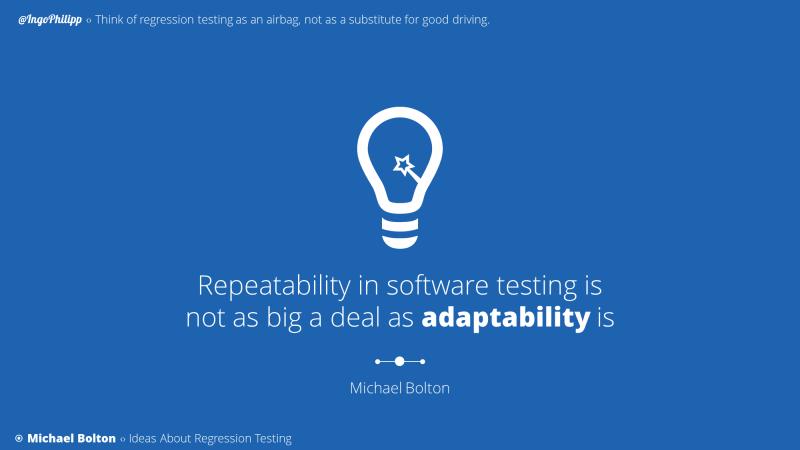 @IngoPhilipp ‹› Think of regression testing as an airbag, not as a substitute for good driving.
Repeatability in software testing is
not as big a deal as adaptability is
Michael Bolton
Michael Bolton ‹› Ideas About Regression Testing